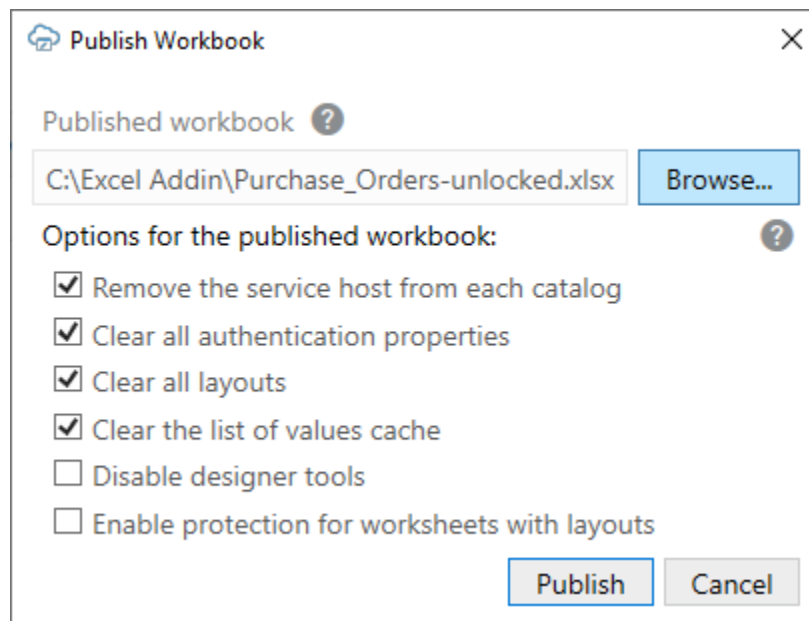 Publish Workbook
Published workbook ?
C:\Excel Addin\Purchase_Orders-unlocked.xlsx Browse...
Options for the published workbook: ?
Remove the service host from each catalog
Clear all authentication properties
Clear all layouts
Clear the list of values cache
Disable designer tools
Enable protection for worksheets with layouts
Publish Cancel